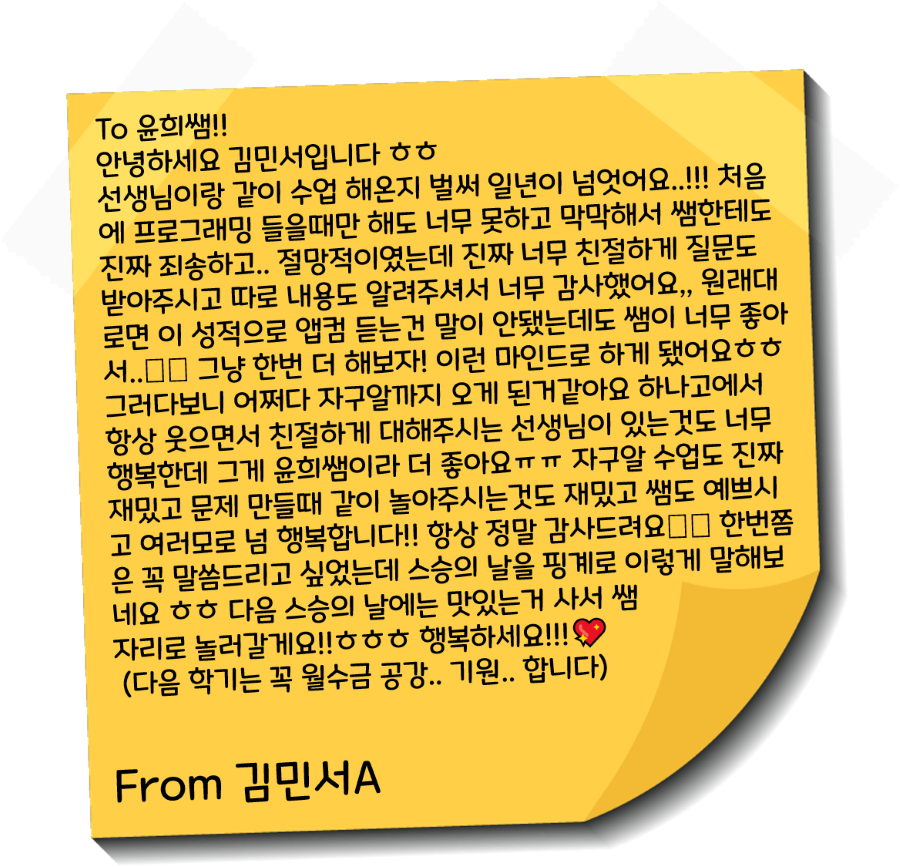 To 윤희쌤!!
안녕하세요 김민서입니다 ㅎㅎ
선생님이랑 같이 수업 해온지 벌써 일년이 넘엇어요..!!! 처음
에 프로그래밍 들을때만 해도 너무 못하고 막막해서 쌤한테도
진짜 죄송하고.. 절망적이였는데 진짜 너무 친절하게 질문도
받아주시고 따로 내용도 알려주셔서 너무 감사했어요,, 원래대
로면 이 성적으로 앱컴 듣는건 말이 안됐는데도 쌤이 너무 좋아
서..□□ 그냥 한번 더 해보자! 이런 마인드로 하게 됐어요ㅎㅎ
그러다보니 어쩌다 자구알까지 오게 된거같아요 하나고에서
항상 웃으면서 친절하게 대해주시는 선생님이 있는것도 너무
행복한데 그게 윤희쌤이라 더 좋아요ㅠㅠ 자구알 수업도 진짜
재밌고 문제 만들때 같이 놀아주시는것도 재밌고 쌤도 예쁘시
고 여러모로 넘 행복합니다!! 항상 정말 감사드려요□□ 한번쯤
은 꼭 말씀드리고 싶었는데 스승의 날을 핑계로 이렇게 말해보
네요 ㅎㅎ 다음 스승의 날에는 맛있는거 사서 쌤
자리로 놀러갈게요!!ㅎㅎㅎ 행복하세요!!!💖
(다음 학기는 꼭 월수금 공강.. 기원.. 합니다)
From 김민서A